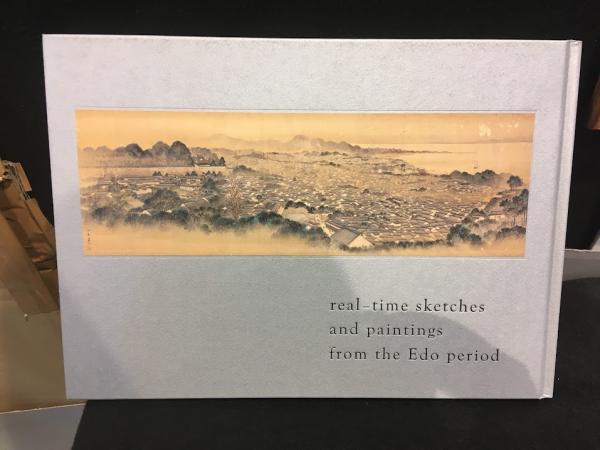 real-time sketches
and paintings
from the Edo period